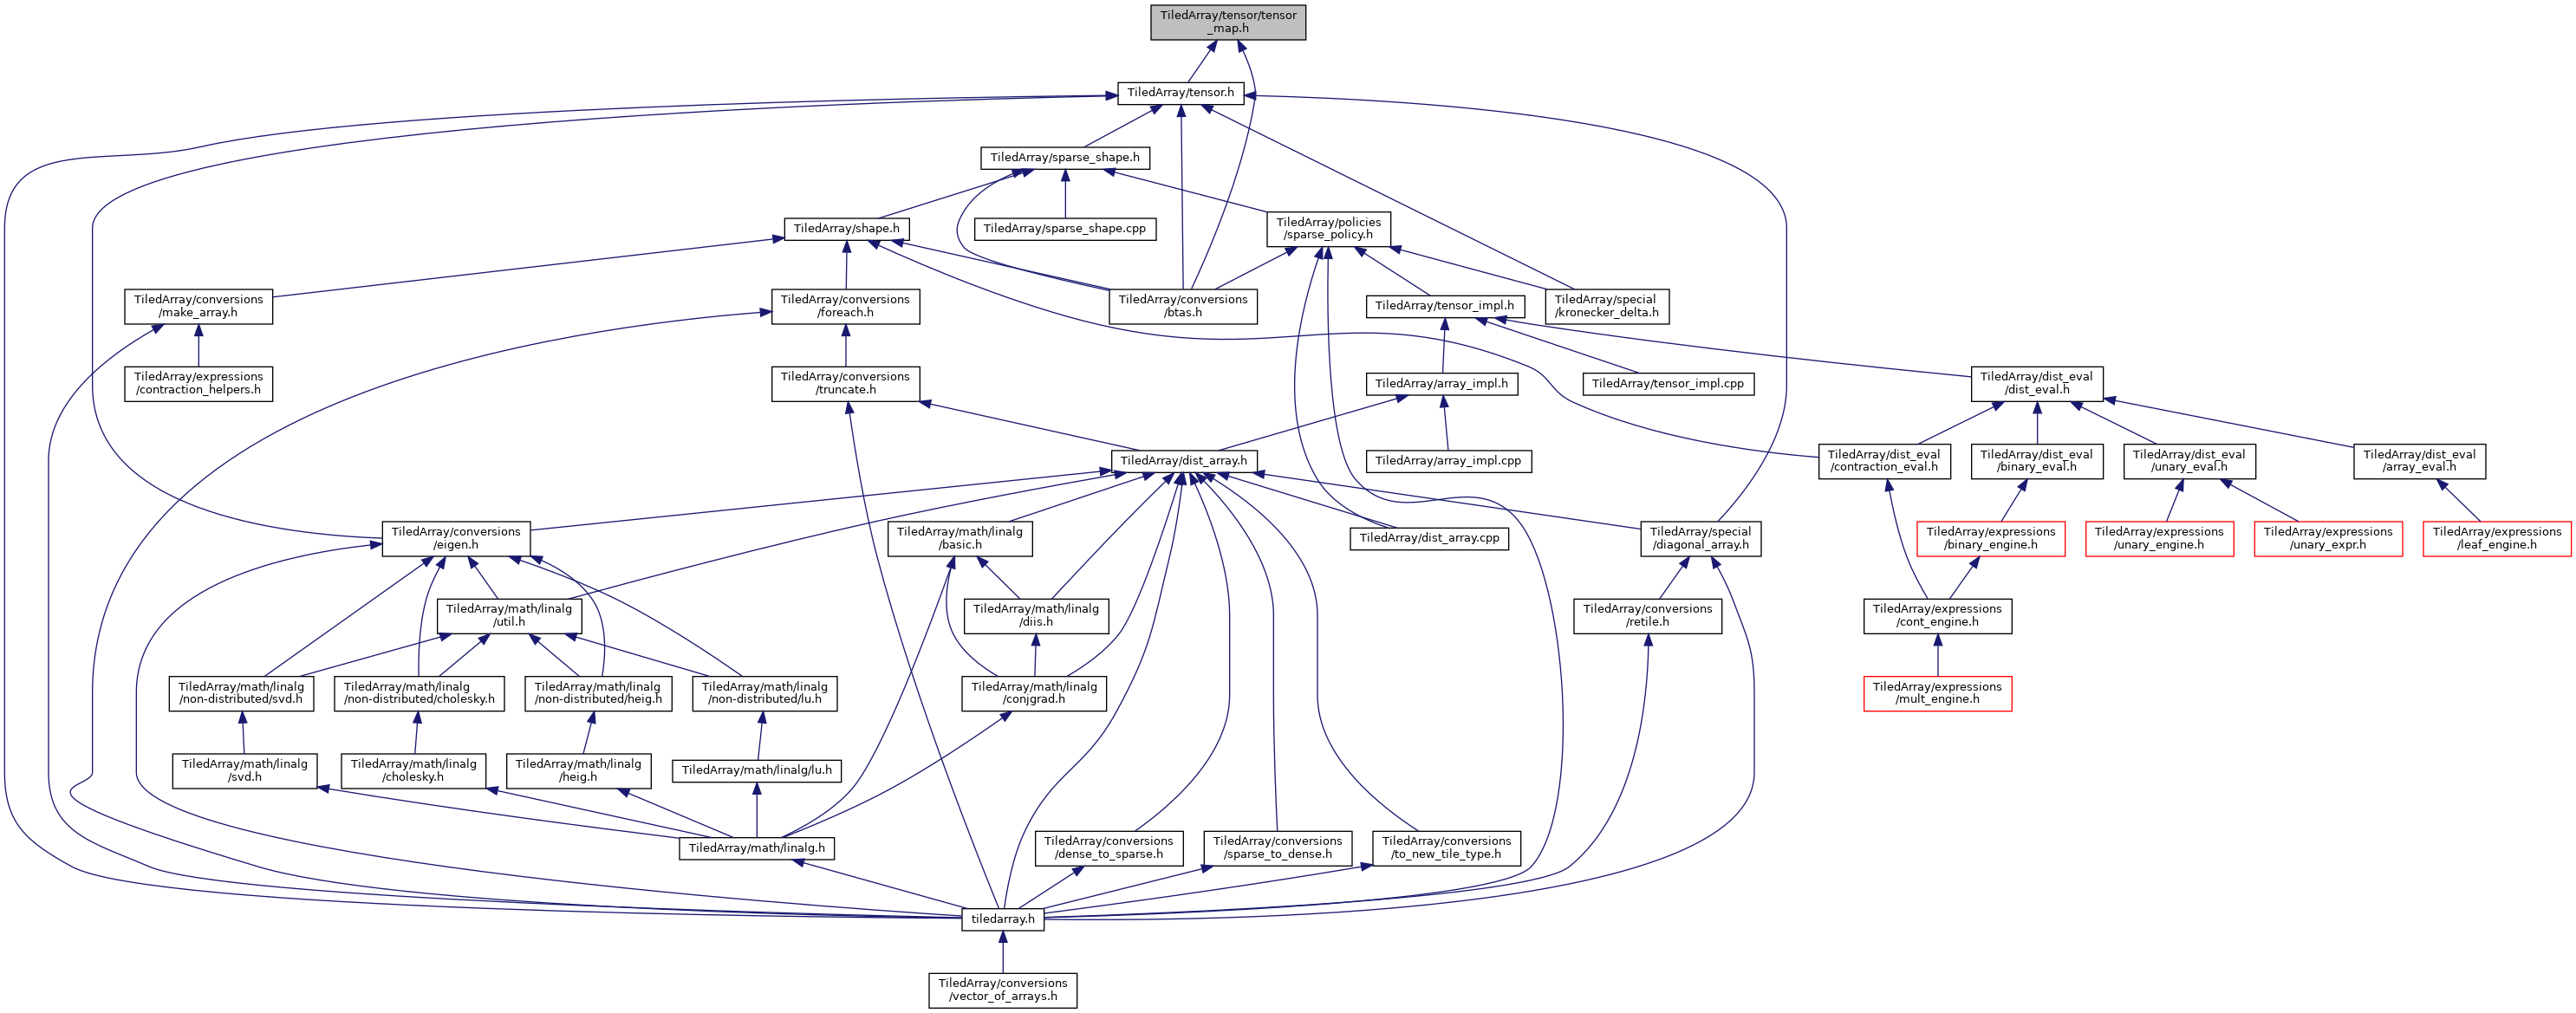 TiledArray/tensor/tensor
_map.h
TiledArray/tensor.h
TiledArray/sparse_shape.h
TiledArray/shape.h
TiledArray/sparse_shape.cpp
TiledArray/policies
/sparse_policy.h
TiledArray/conversions
/make_array.h
TiledArray/conversions
/foreach.h
TiledArray/conversions
/btas.h
TiledArray/tensor_impl.h
TiledArray/special
/kronecker_delta.h
TiledArray/expressions
/contraction_helpers.h
TiledArray/conversions
/truncate.h
TiledArray/array_impl.h
TiledArray/tensor_impl.cpp
TiledArray/dist_eval
/dist_eval.h
TiledArray/dist_array.h
TiledArray/array_impl.cpp
TiledArray/dist_eval
/contraction_eval.h
TiledArray/dist_eval
/binary_eval.h
TiledArray/dist_eval
/unary_eval.h
TiledArray/dist_eval
/array_eval.h
TiledArray/conversions
/eigen.h
TiledArray/math/linalg
/basic.h
TiledArray/dist_array.cpp
TiledArray/special
/diagonal_array.h
TiledArray/expressions
/binary_engine.h
TiledArray/expressions
/unary_engine.h
TiledArray/expressions
/unary_expr.h
TiledArray/expressions
/leaf_engine.h
TiledArray/math/linalg
/util.h
TiledArray/math/linalg
/diis.h
TiledArray/conversions
/retile.h
TiledArray/expressions
/cont_engine.h
TiledArray/math/linalg
/non-distributed/svd.h
TiledArray/math/linalg
/non-distributed/cholesky.h
TiledArray/math/linalg
/non-distributed/heig.h
TiledArray/math/linalg
/non-distributed/lu.h
TiledArray/math/linalg
/conjgrad.h
TiledArray/expressions
/mult_engine.h
TiledArray/math/linalg
/svd.h
TiledArray/math/linalg
/cholesky.h
TiledArray/math/linalg
/heig.h
TiledArray/math/linalg/lu.h
TiledArray/math/linalg.h
TiledArray/conversions
/dense_to_sparse.h
TiledArray/conversions
/sparse_to_dense.h
TiledArray/conversions
/to_new_tile_type.h
tiledarray.h
TiledArray/conversions
/vector_of_arrays.h